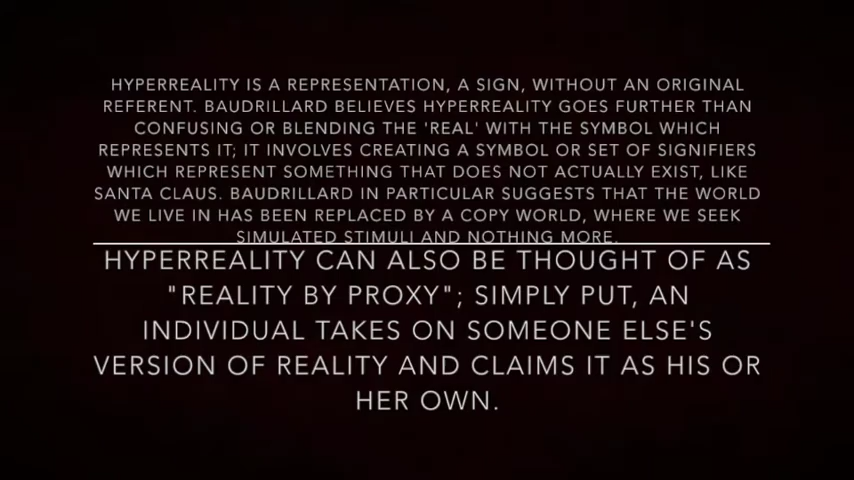 HYPERREALITY IS A REPRESENTATION, A SIGN, WITHOUT AN ORIGINAL
REFERENT. BAUDRILLARD BELIEVES HYPERREALITY GOES FURTHER THAN
CONFUSING OR BLENDING THE 'REAL' WITH THE SYMBOL WHICH
REPRESENTS IT; IT INVOLVES CREATING A SYMBOL OR SET OF SIGNIFIERS
WHICH REPRESENT SOMETHING THAT DOES NOT ACTUALLY EXIST, LIKE
SANTA CLAUS. BAUDRILLARD IN PARTICULAR SUGGESTS THAT THE WORLD
WE LIVE IN HAS BEEN REPLACED BY A COPY WORLD, WHERE WE SEEK
SIMULATED STIMULI AND NOTHING MORE.
HYPERREALITY CAN ALSO BE THOUGHT OF AS
"REALITY BY PROXY"; SIMPLY PUT, AN
INDIVIDUAL TAKES ON SOMEONE ELSE'S
VERSION OF REALITY AND CLAIMS IT AS HIS OR
HER OWN.